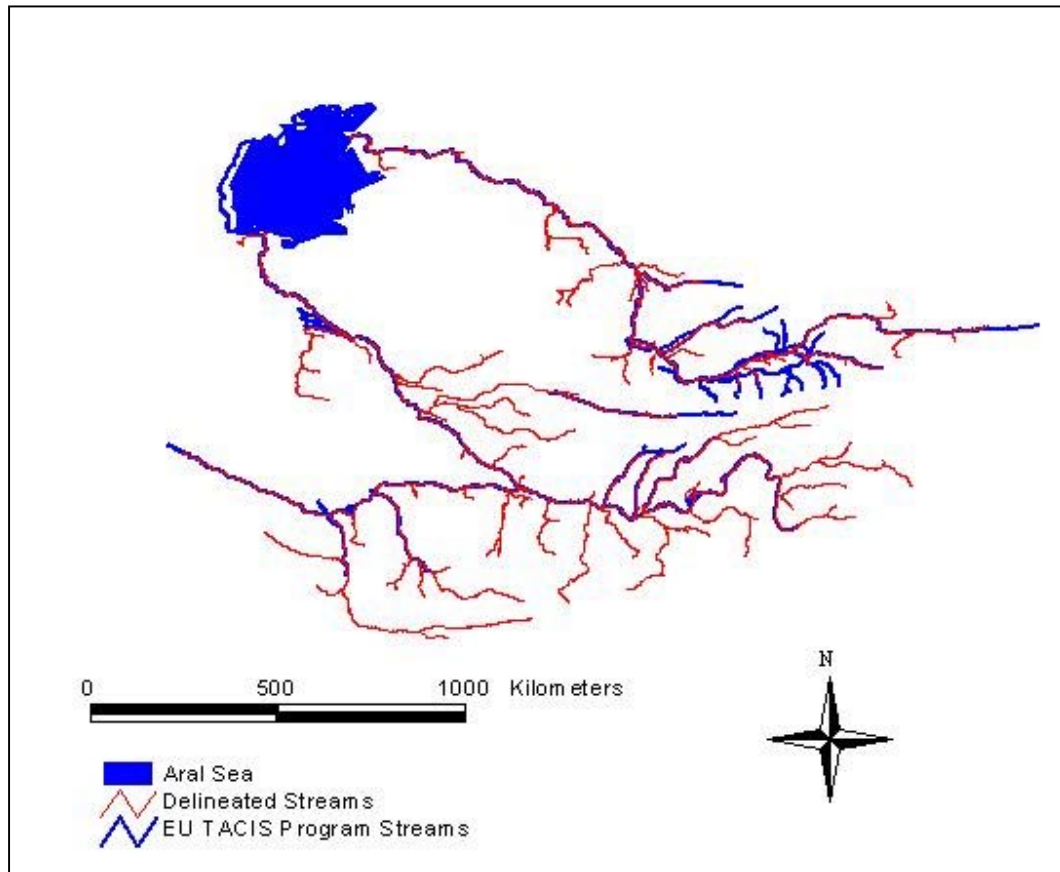 N
0 500 1000 Kilometers
Aral Sea
Delineated Streams
EU TACIS Program Streams